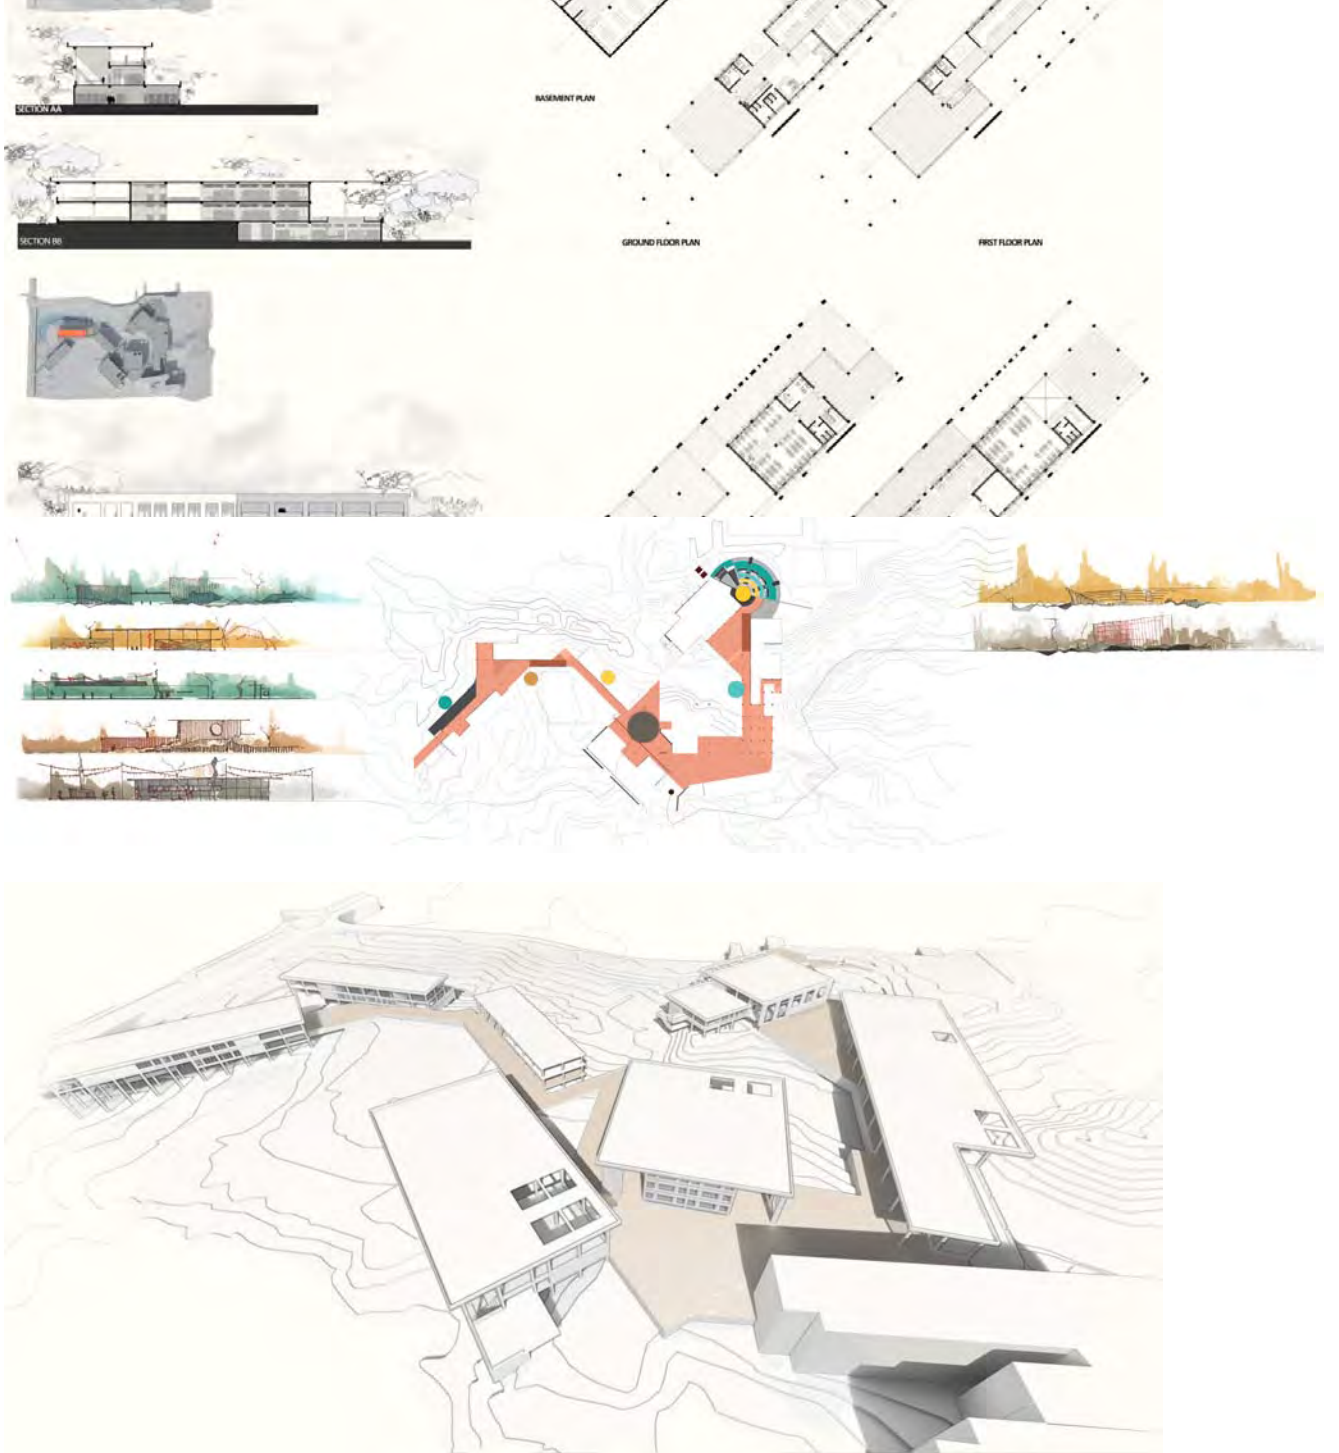 SECTION AA
BASEMENT PLAN
SECTION BB
GROUND FLOOR PLAN
FIRST FLOOR PLAN